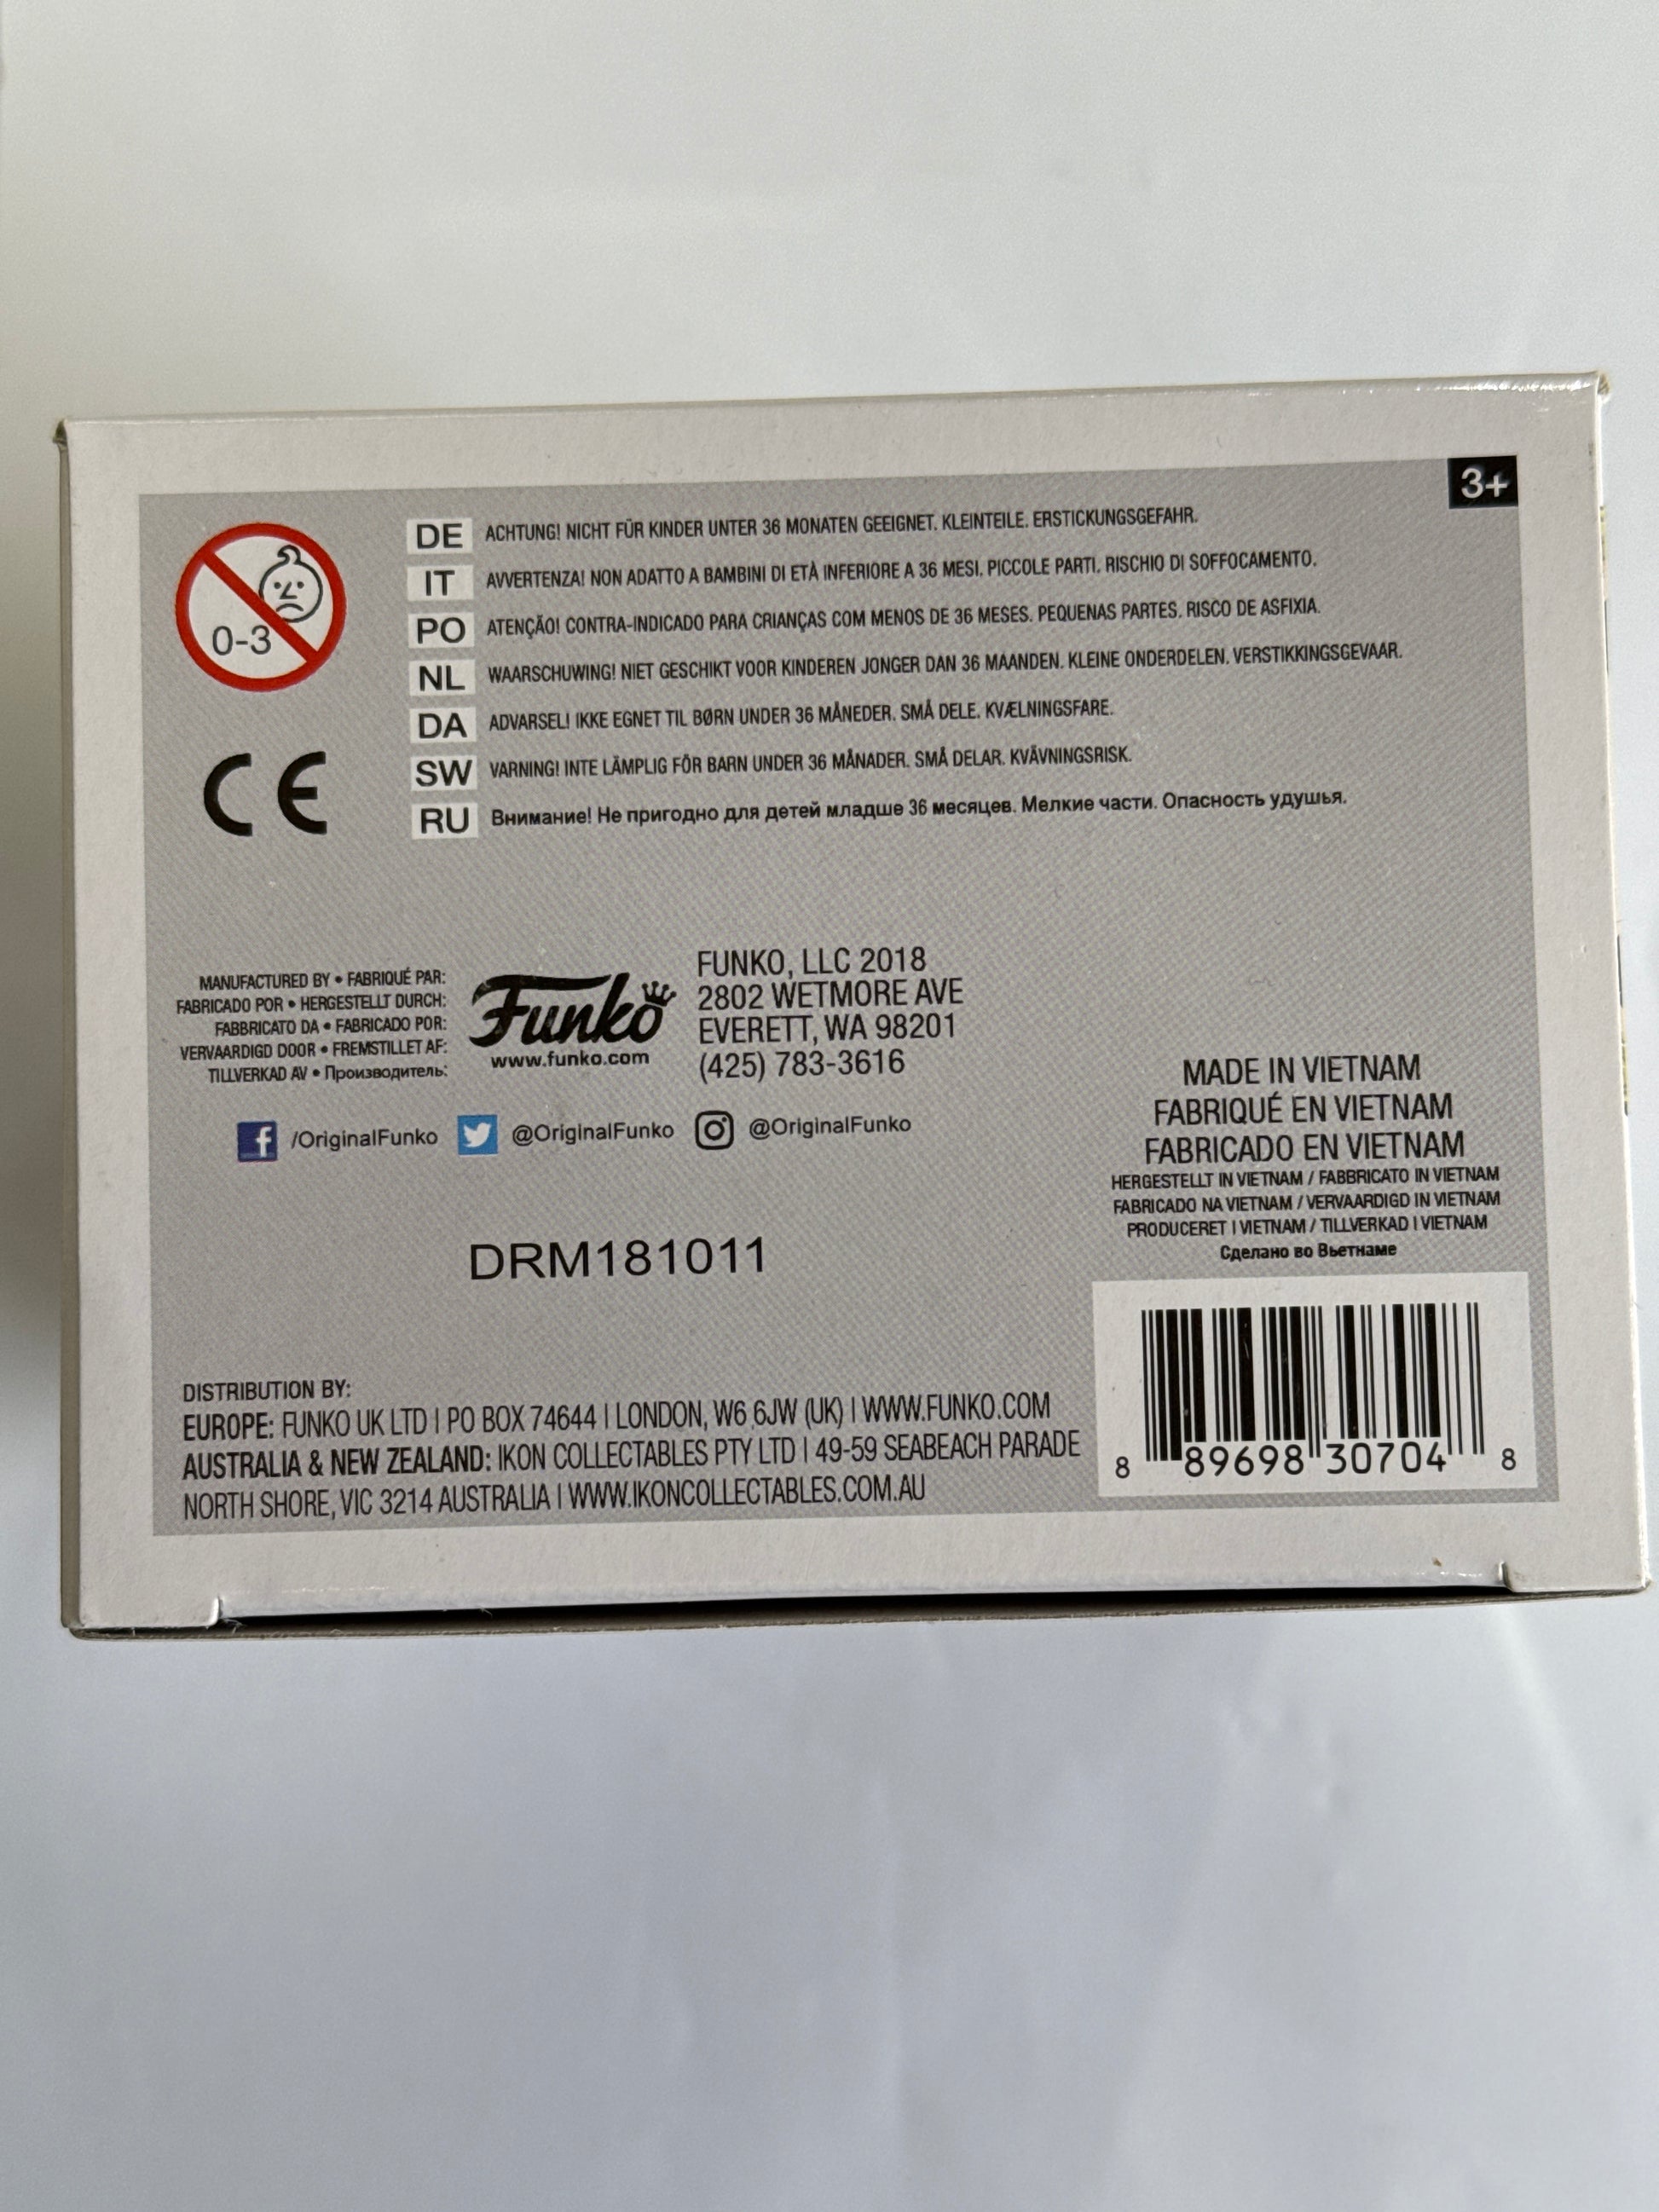 3+
0-3
DE ACHTUNG! NICHT FÜR KINDER UNTER 36 MONATEN GEEIGNET. KLEINTEILE. ERSTICKUNGSGEFAHR.
IT AVVERTENZA! NON ADATTO A BAMBINI DI ETÀ INFERIORE A 36 MESI. PICCOLE PARTI. RISCHIO DI SOFFOCAMENTO.
PO ATENÇÃO! CONTRA-INDICADO PARA CRIANÇAS COM MENOS DE 36 MESES. PEQUENAS PARTES. RISCO DE ASFIXIA.
NL WAARSCHUWING! NIET GESCHIKT VOOR KINDEREN JONGER DAN 36 MAANDEN. KLEINE ONDERDELEN. VERSTIKKINGSGEVAAR.
DA ADVARSEL! IKKE EGNET TIL BØRN UNDER 36 MÅNEDER. SMÅ DELE. KVÆLNINGSFARE.
SW VARNING! INTE LÄMPLIG FÖR BARN UNDER 36 MÅNADER. SMÅ DELAR. KVÄVNINGSRISK.
RU Внимание! Не пригодно для детей младше 36 месяцев. Мелкие части. Опасность удушья.
CE
MANUFACTURED BY • FABRIQUÉ PAR:
FABRICADO POR • HERGESTELLT DURCH:
FABBRICATO DA • FABRICADO POR:
VERVAARDIGD DOOR • FREMSTILLET AF:
TILLVERKAD AV • Производитель:
Funko
www.funko.com
FUNKO, LLC 2018
2802 WETMORE AVE
EVERETT, WA 98201
(425) 783-3616
/OriginalFunko @OriginalFunko @OriginalFunko
MADE IN VIETNAM
FABRIQUÉ EN VIETNAM
FABRICADO EN VIETNAM
HERGESTELLT IN VIETNAM / FABBRICATO IN VIETNAM
FABRICADO NA VIETNAM / VERVAARDIGD IN VIETNAM
PRODUCERET I VIETNAM / TILLVERKAD I VIETNAM
Сделано во Вьетнаме
DRM181011
DISTRIBUTION BY:
EUROPE: FUNKO UK LTD | PO BOX 74644 | LONDON, W6 6JW (UK) | WWW.FUNKO.COM
AUSTRALIA & NEW ZEALAND: IKON COLLECTABLES PTY LTD | 49-59 SEABEACH PARADE
NORTH SHORE, VIC 3214 AUSTRALIA | WWW.IKONCOLLECTABLES.COM.AU
8 89698 30704 8